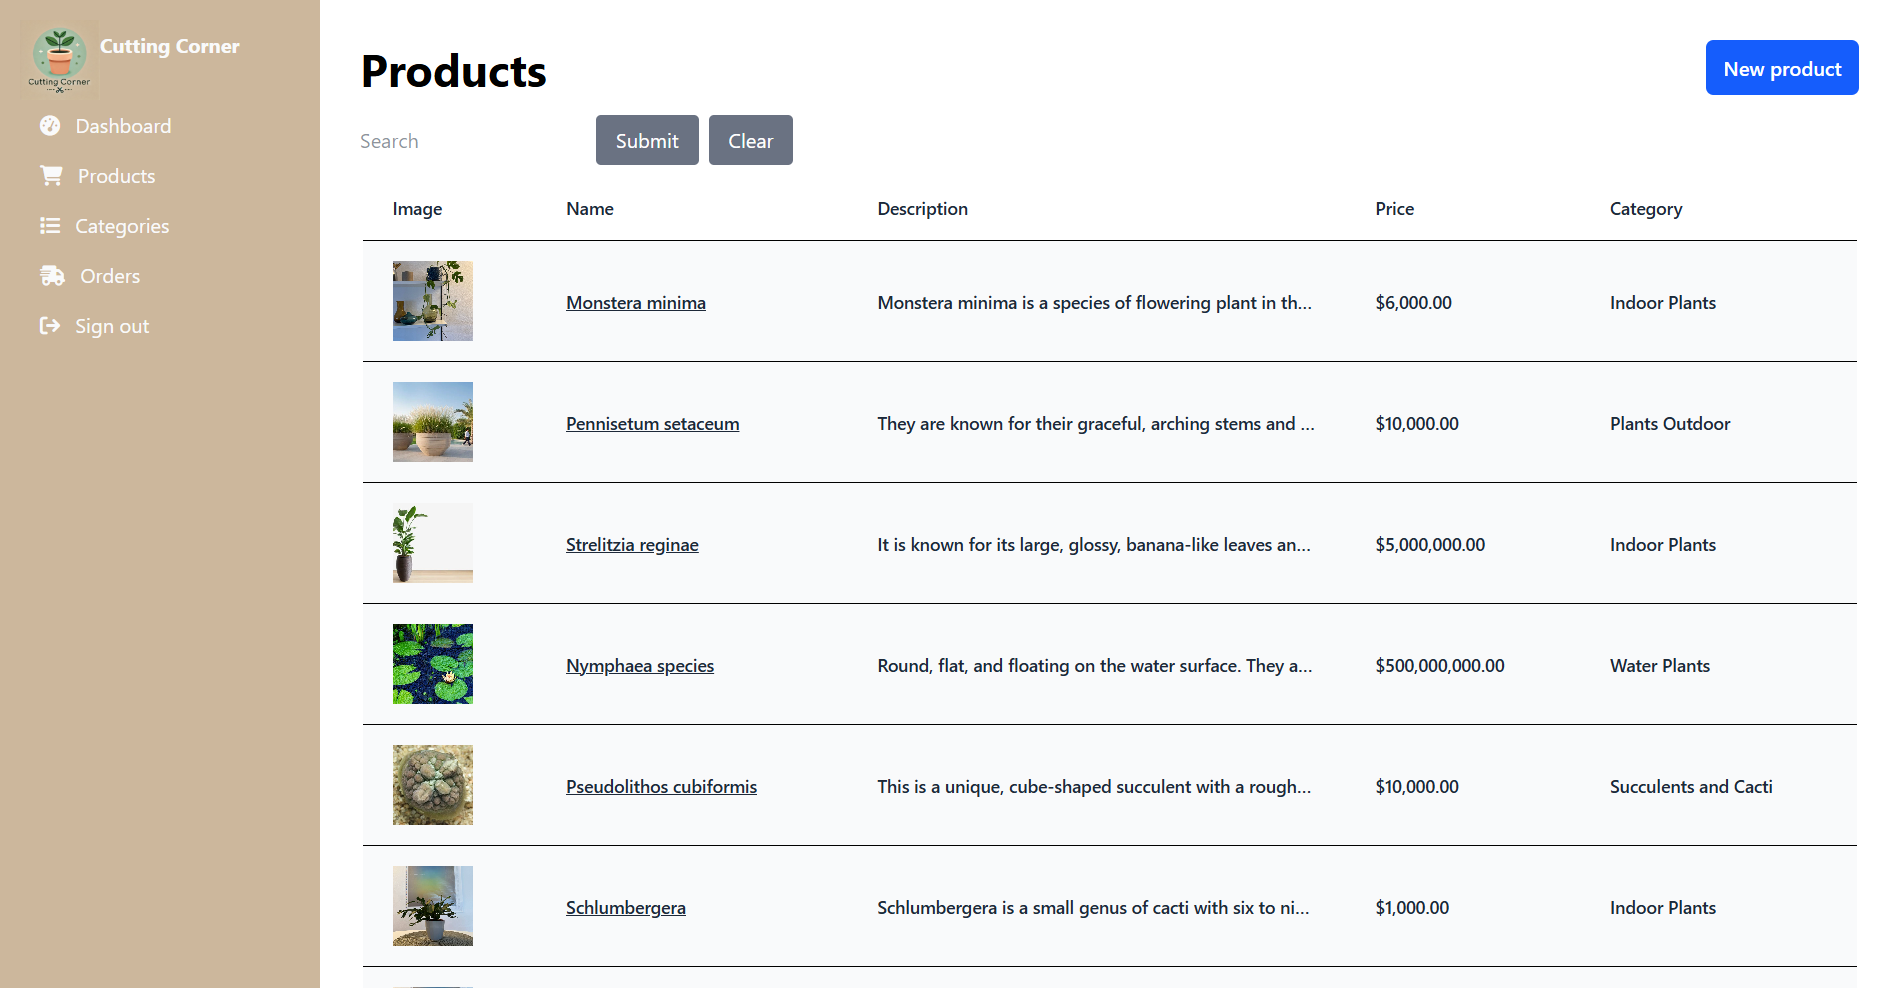 Cutting Corner
Cutting Corner
Dashboard
Products
Categories
Orders
Sign out
Products
New product
Search
Submit
Clear
Image Name Description Price Category
Monstera minima Monstera minima is a species of flowering plant in th... $6,000.00 Indoor Plants
Pennisetum setaceum They are known for their graceful, arching stems and ... $10,000.00 Plants Outdoor
Strelitzia reginae It is known for its large, glossy, banana-like leaves an... $5,000,000.00 Indoor Plants
Nymphaea species Round, flat, and floating on the water surface. They a... $500,000,000.00 Water Plants
Pseudolithos cubiformis This is a unique, cube-shaped succulent with a rough... $10,000.00 Succulents and Cacti
Schlumbergera Schlumbergera is a small genus of cacti with six to ni... $1,000.00 Indoor Plants